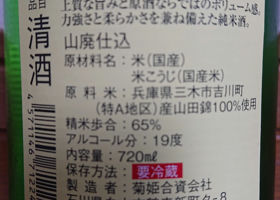 品目
清酒
上質な旨みと原酒ならではのボリューム感。
力強さと柔らかさを兼ね備えた純米酒。
山廃仕込
原材料名：米（国産）
米こうじ（国産米）
原料米：兵庫県三木市吉川町
（特A地区）産山田錦100%使用
精米歩合：65%
アルコール分：19度
内容量：720mℓ
保存方法：要冷蔵
製造者：菊姫合資会社